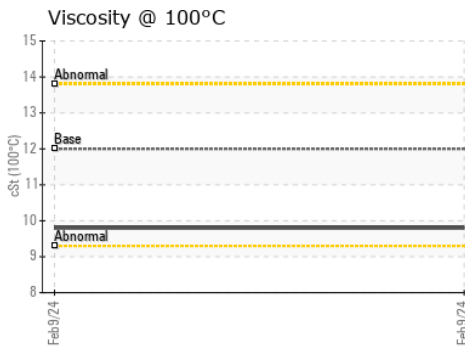 Viscosity @ 100°C
cSt (100°C)
15
14
13
12
11
10
9
8
Abnormal
Base
Abnormal
Feb9/24
Feb9/24